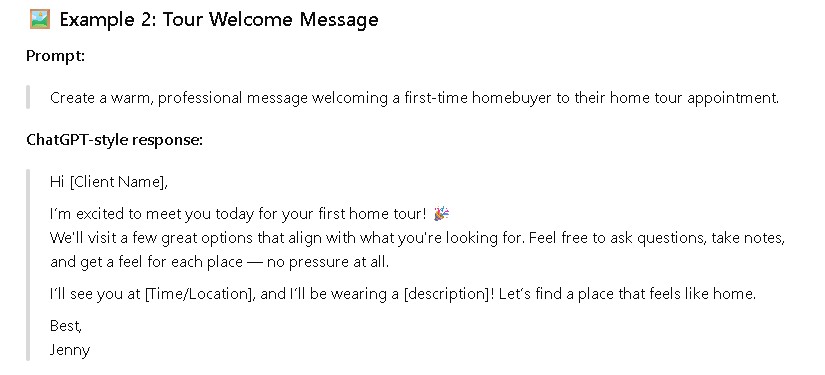 🖼️ Example 2: Tour Welcome Message
Prompt:
Create a warm, professional message welcoming a first-time homebuyer to their home tour appointment.
ChatGPT-style response:
Hi [Client Name],
I'm excited to meet you today for your first home tour! 🎉
We'll visit a few great options that align with what you're looking for. Feel free to ask questions, take notes,
and get a feel for each place — no pressure at all.
I'll see you at [Time/Location], and I'll be wearing a [description]! Let's find a place that feels like home.
Best,
Jenny